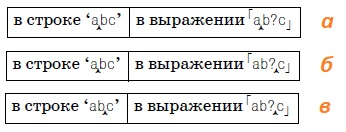 в строке ‘abc’ в выражении ⌈ab?c⌋ а
в строке ‘abc’ в выражении ⌈ab?c⌋ б
в строке ‘abc’ в выражении ⌈ab?c⌋ в